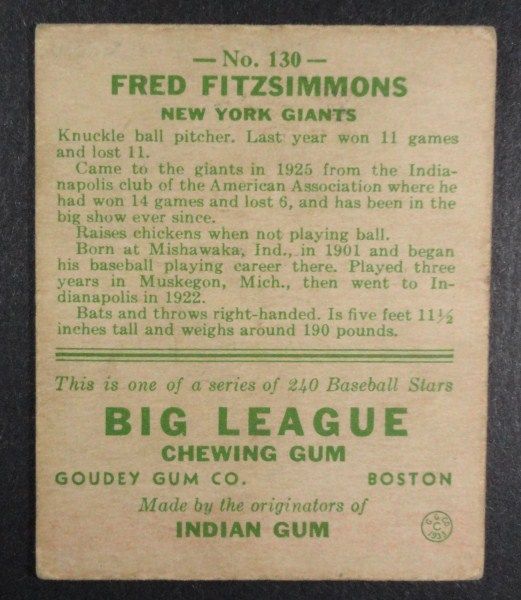 — No. 130 —
FRED FITZSIMMONS
NEW YORK GIANTS
Knuckle ball pitcher. Last year won 11 games
and lost 11.
Came to the giants in 1925 from the India-
napolis club of the American Association where he
had won 14 games and lost 6, and has been in the
big show ever since.
Raises chickens when not playing ball.
Born at Mishawaka, Ind., in 1901 and began
his baseball playing career there. Played three
years in Muskegon, Mich., then went to In-
dianapolis in 1922.
Bats and throws right-handed. Is five feet 11½
inches tall and weighs around 190 pounds.
This is one of a series of 240 Baseball Stars
BIG LEAGUE
CHEWING GUM
GOUDEY GUM CO. BOSTON
Made by the originators of
INDIAN GUM
G. G. CO.
C
1933